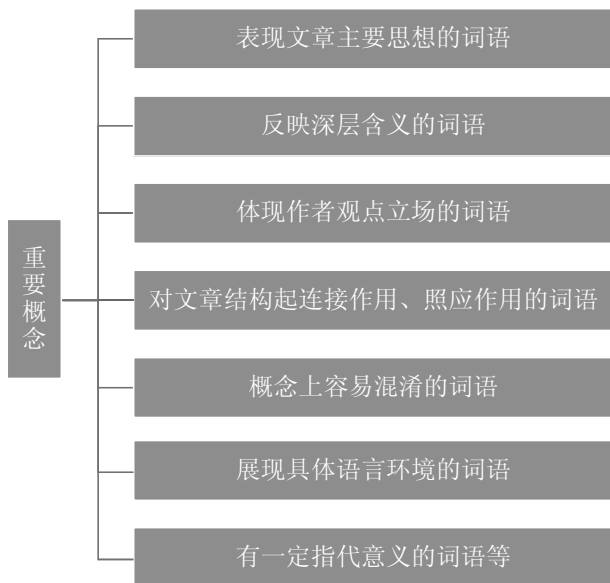 重要概念
表现文章主要思想的词语
反映深层含义的词语
体现作者观点立场的词语
对文章结构起连接作用、照应作用的词语
概念上容易混淆的词语
展现具体语言环境的词语
有一定指代意义的词语等